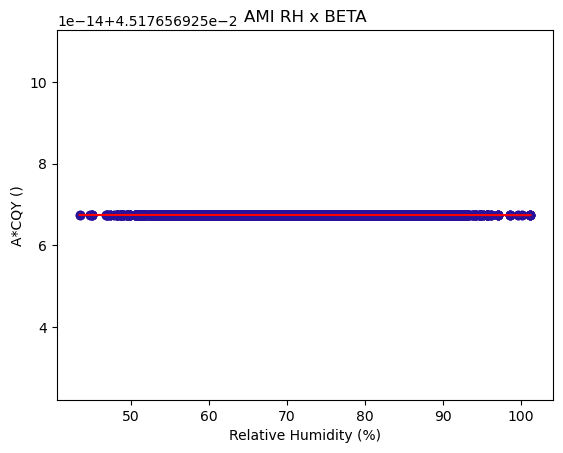 1e−14+4.517656925e−2
AMI RH x BETA
10
8
6
4
A*CQY ()
50 60 70 80 90 100
Relative Humidity (%)